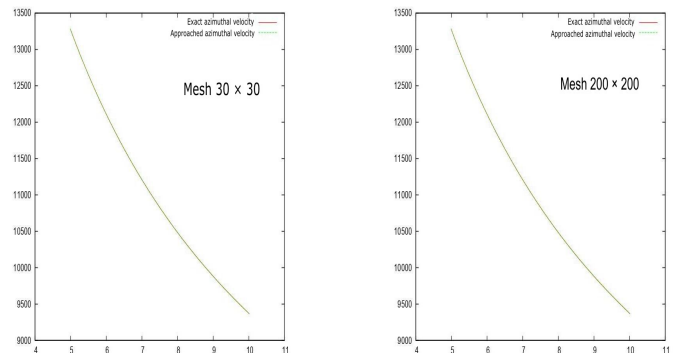 13500
13000
12500
12000
11500
11000
10500
10000
9500
9000
4 5 6 7 8 9 10 11
Exact azimuthal velocity
Approached azimuthal velocity
Mesh 30 × 30
13500
13000
12500
12000
11500
11000
10500
10000
9500
9000
4 5 6 7 8 9 10 11
Exact azimuthal velocity
Approached azimuthal velocity
Mesh 200 × 200